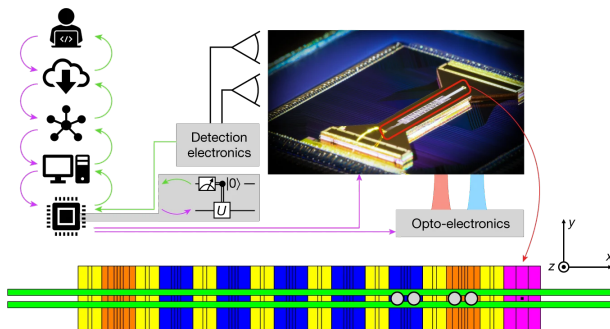 </>
Detection
electronics
|0⟩
U
Opto-electronics
y
z
x